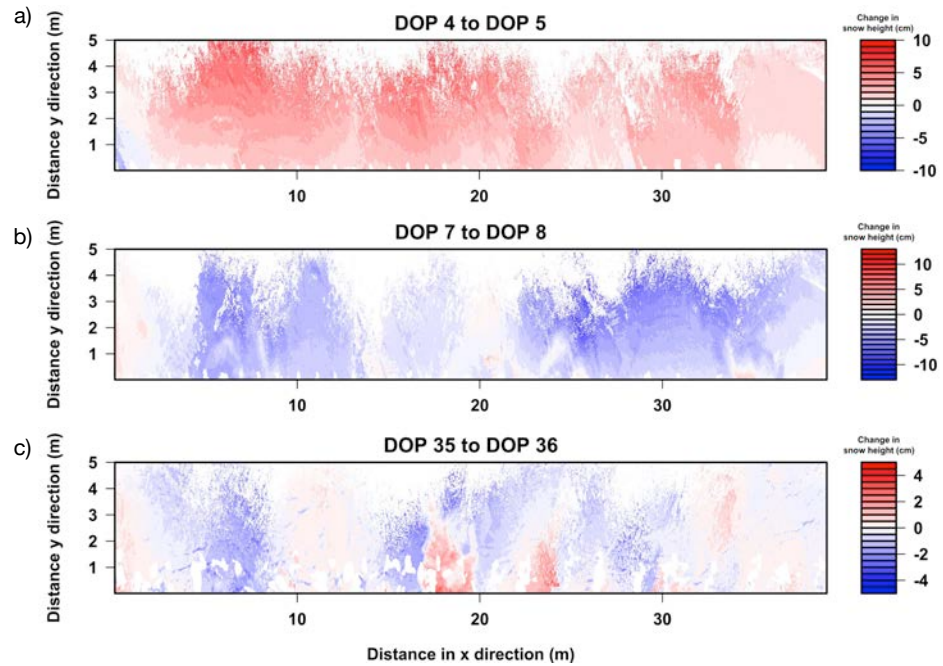 a)
DOP 4 to DOP 5
Distance y direction (m)
5
4
3
2
1
10
20
30
Change in
snow height (cm)
10
5
0
-5
-10
b)
DOP 7 to DOP 8
Distance y direction (m)
5
4
3
2
1
10
20
30
Change in
snow height (cm)
10
5
0
-5
-10
c)
DOP 35 to DOP 36
Distance y direction (m)
5
4
3
2
1
10
20
30
Change in
snow height (cm)
4
2
0
-2
-4
Distance in x direction (m)